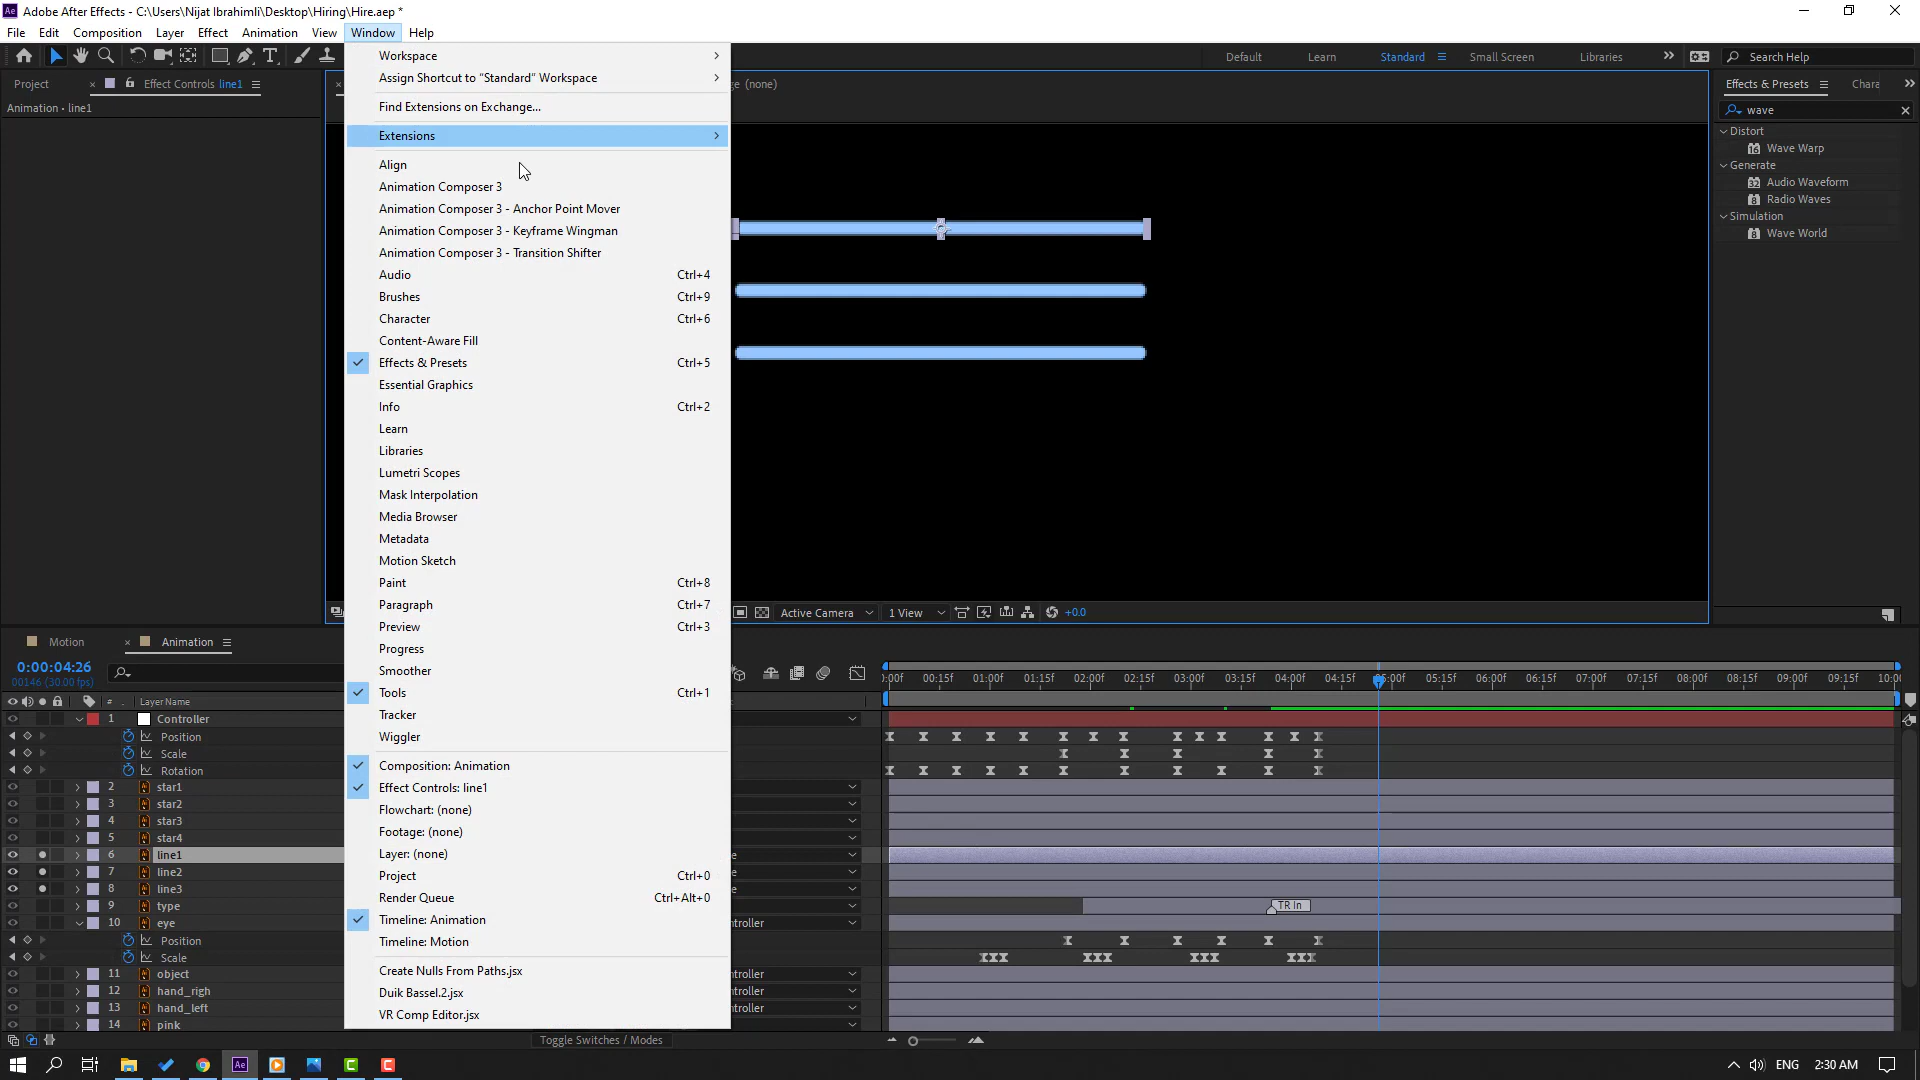 Adobe After Effects - C:\Users\Nijat Ibrahimli\Desktop\Hiring\Hire.aep *
File Edit Composition Layer Effect Animation View Window Help
Default Learn Standard Small Screen Libraries Search Help
Project Effect Controls line1
(none)
Effects & Presets Chara
Animation • line1
wave
Distort
Wave Warp
Generate
Audio Waveform
Radio Waves
Simulation
Wave World
Workspace
Assign Shortcut to “Standard” Workspace
Find Extensions on Exchange...
Extensions
Align
Animation Composer 3
Animation Composer 3 - Anchor Point Mover
Animation Composer 3 - Keyframe Wingman
Animation Composer 3 - Transition Shifter
Audio Ctrl+4
Brushes Ctrl+9
Character Ctrl+6
Content-Aware Fill
Effects & Presets Ctrl+5
Essential Graphics
Info Ctrl+2
Learn
Libraries
Lumetri Scopes
Mask Interpolation
Media Browser
Metadata
Motion Sketch
Paint Ctrl+8
Paragraph Ctrl+7
Preview Ctrl+3
Progress
Smoother
Tools Ctrl+1
Tracker
Wiggler
Composition: Animation
Effect Controls: line1
Flowchart: (none)
Footage: (none)
Layer: (none)
Project Ctrl+0
Render Queue Ctrl+Alt+0
Timeline: Animation
Timeline: Motion
Create Nulls From Paths.jsx
Duik Bassel.2.jsx
VR Comp Editor.jsx
Active Camera 1 View +0.0
Motion Animation
0:00:04:26
00146 (30.00 fps)
:00f 00:15f 01:00f 01:15f 02:00f 02:15f 03:00f 03:15f 04:00f 04:15f 05:00f 05:15f 06:00f 06:15f 07:00f 07:15f 08:00f 08:15f 09:00f 09:15f 10:00
# Layer Name
1 Controller
Position
Scale
Rotation
2 star1
3 star2
4 star3
5 star4
6 line1
7 line2
8 line3
9 type
TR In
10 eye
Position
Scale
11 object
12 hand_righ
13 hand_left
14 pink
Toggle Switches / Modes
ENG 2:30 AM